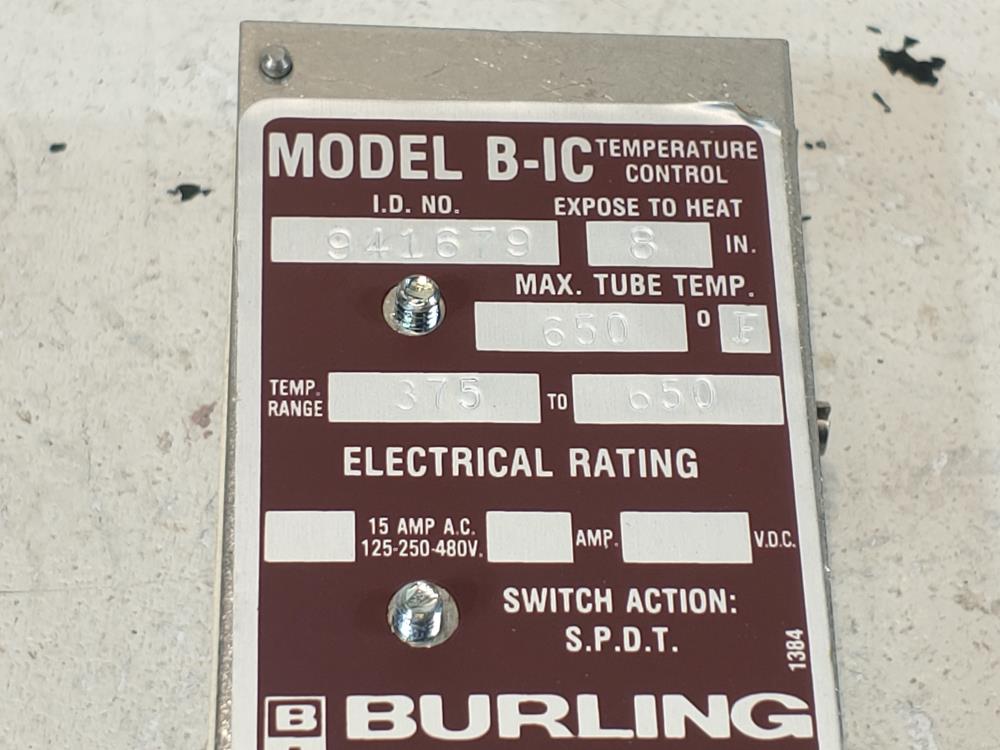 MODEL B-IC TEMPERATURE CONTROL
I.D. NO. EXPOSE TO HEAT
941679 8 IN.
MAX. TUBE TEMP.
650 o F
TEMP. RANGE 375 TO 650
ELECTRICAL RATING
15 AMP A.C. 125-250-480V. AMP. V.D.C.
SWITCH ACTION:
S.P.D.T.
1384
B BURLING